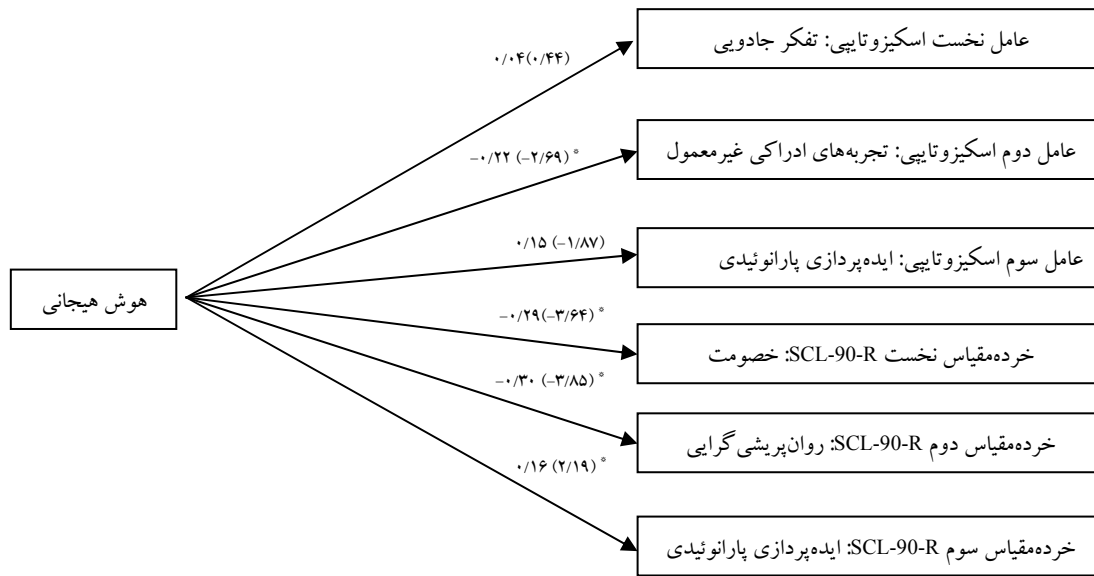 عامل نخست اسکیزوتایپی: تفکر جادویی
۰/۰۴(۰/۴۴)
عامل دوم اسکیزوتایپی: تجربه‌های ادراکی غیرمعمول
−۰/۲۲ (−۲/۶۹) *
عامل سوم اسکیزوتایپی: ایده‌پردازی پارانوئیدی
۰/۱۵ (−۱/۸۷)
هوش هیجانی
−۰/۲۹(−۳/۶۴) *
خرده‌مقیاس نخست SCL-90-R: خصومت
−۰/۳۰ (−۳/۸۵) *
خرده‌مقیاس دوم SCL-90-R: روان‌پریشی‌گرایی
۰/۱۶ (۲/۱۹) *
خرده‌مقیاس سوم SCL-90-R: ایده‌پردازی پارانوئیدی